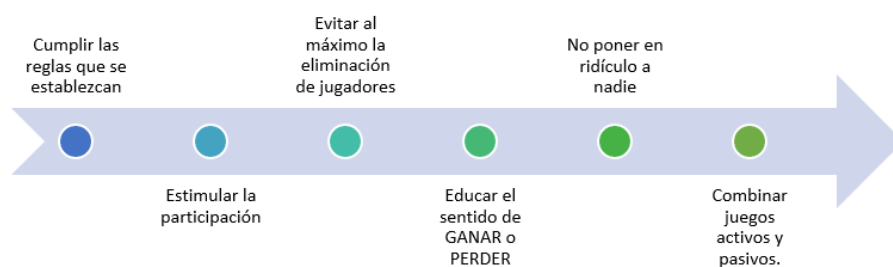 Cumplir las
reglas que se
establezcan
Estimular la
participación
Evitar al
máximo la
eliminación
de jugadores
Educar el
sentido de
GANAR o
PERDER
No poner en
ridículo a
nadie
Combinar
juegos
activos y
pasivos.